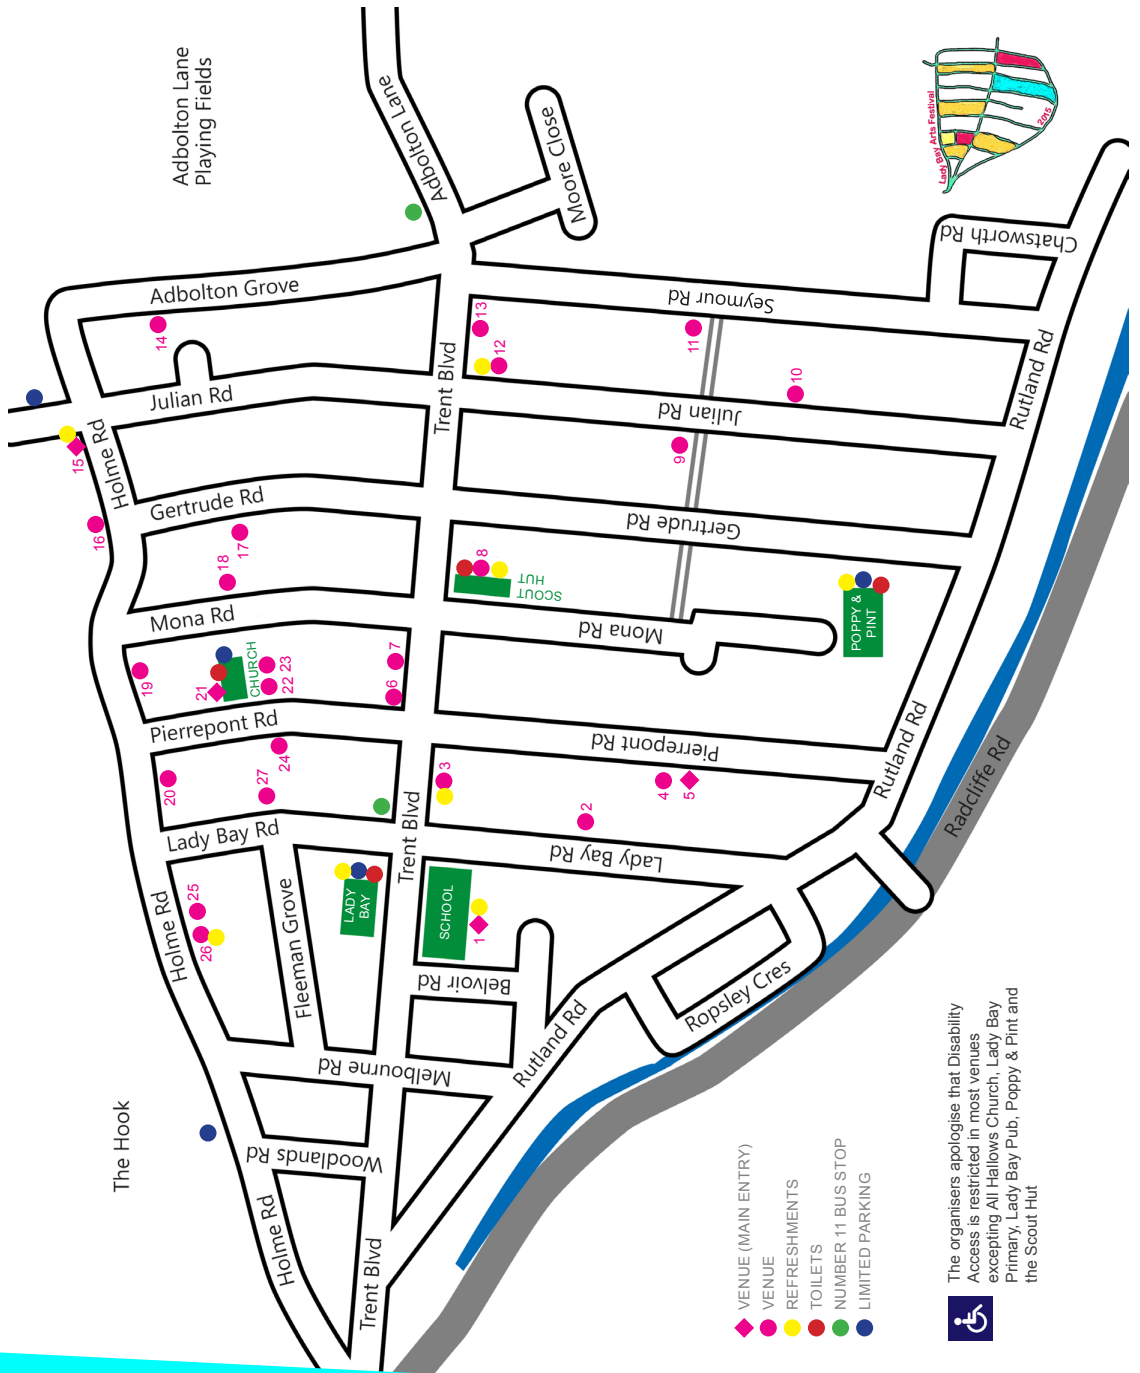 Adbolton Lane
Playing Fields
Adbolton Lane
Moore Close
Lady Bay Arts Festival
2015
Chatsworth Rd
Adbolton Grove
Seymour Rd
14
13
12
11
10
Julian Rd
Trent Blvd
Julian Rd
Rutland Rd
15
Holme Rd
9
16
Gertrude Rd
Gertrude Rd
17
18
8
SCOUT
HUT
Mona Rd
Mona Rd
POPPY &
PINT
19
21
CHURCH
23
22
7
6
Pierrepont Rd
Pierrepont Rd
Rutland Rd
Radcliffe Rd
20
24
27
3
4
5
2
Lady Bay Rd
Trent Blvd
Lady Bay Rd
25
26
Holme Rd
Fleeman Grove
LADY
BAY
SCHOOL
1
Belvoir Rd
Ropsley Cres
Melbourne Rd
Rutland Rd
The Hook
Woodlands Rd
Holme Rd
Trent Blvd
VENUE (MAIN ENTRY)
VENUE
REFRESHMENTS
TOILETS
NUMBER 11 BUS STOP
LIMITED PARKING
The organisers apologise that Disability
Access is restricted in most venues
excepting All Hallows Church, Lady Bay
Primary, Lady Bay Pub, Poppy & Pint and
the Scout Hut